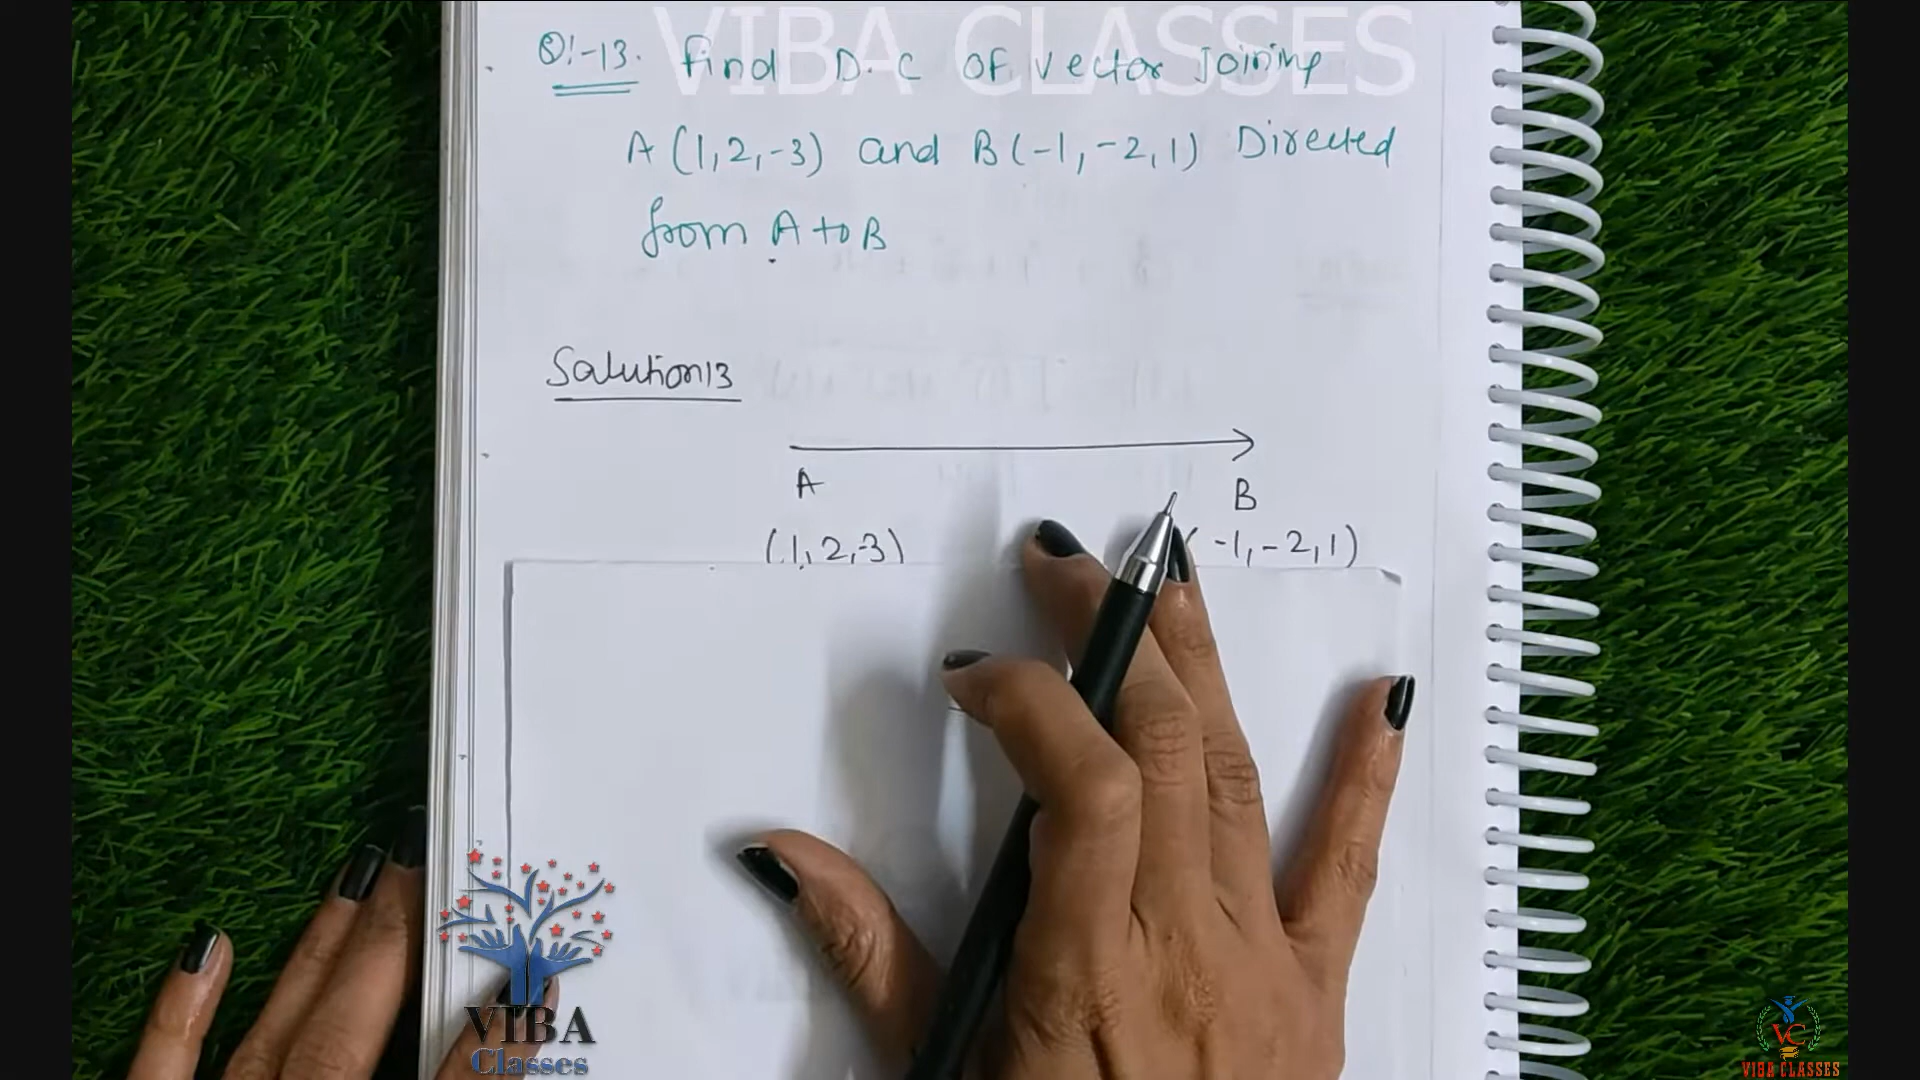 VIBA CLASSES
Q:-13. Find D.C OF Vector Joining
A (1,2,-3) and B(-1,-2,1) Directed
from A to B
Solution13
A
B
(1,2,-3)
(-1,-2,1)
VIBA
Classes
VC
VIBA CLASSES